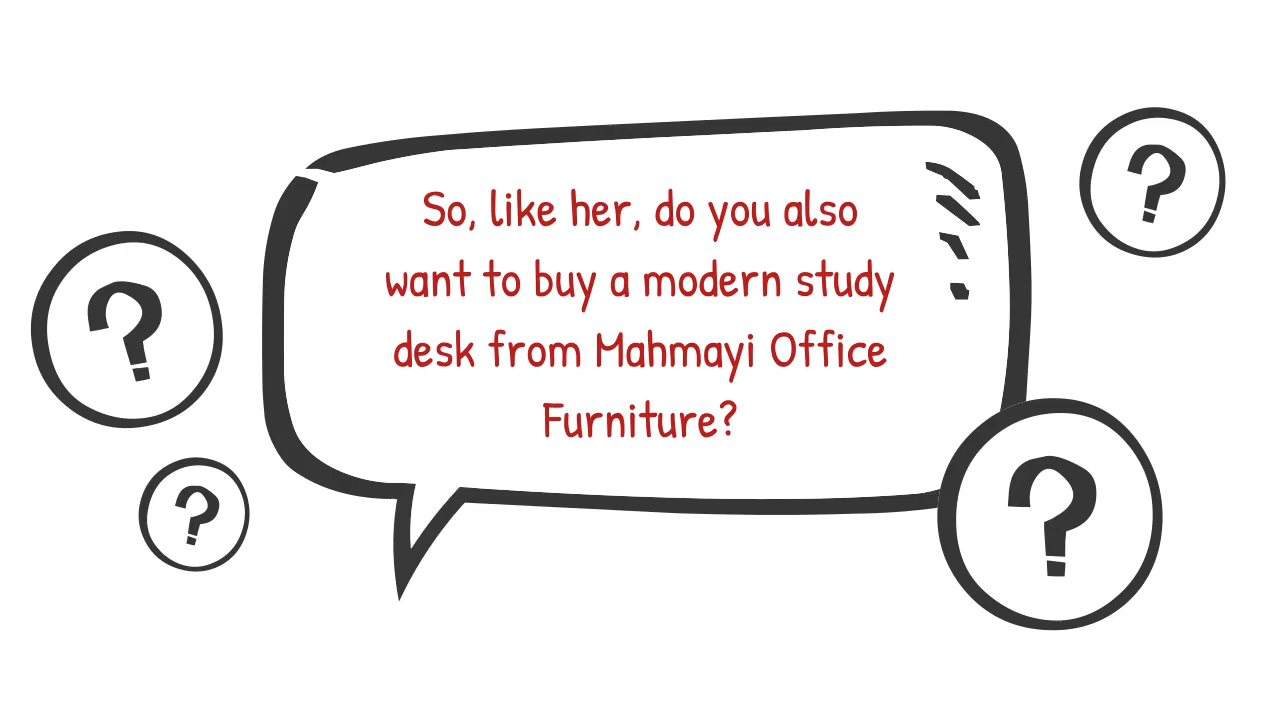 So, like her, do you also
want to buy a modern study
desk from Mahmayi Office
Furniture?
?
?
?
?